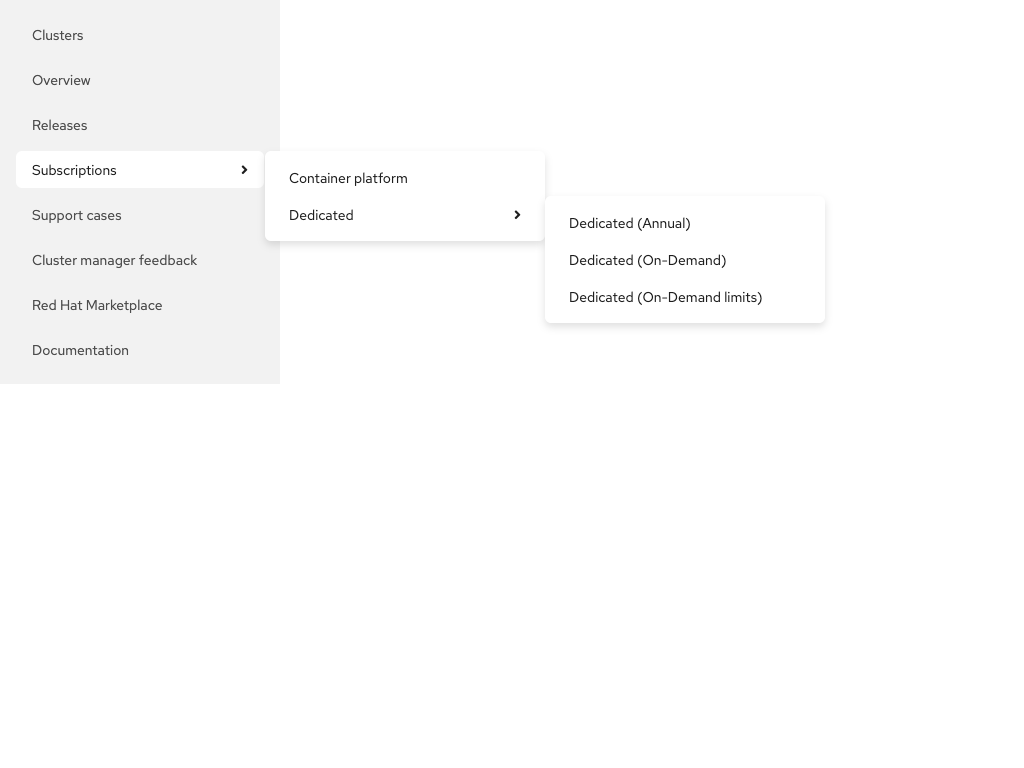 Clusters
Overview
Releases
Subscriptions
Support cases
Cluster manager feedback
Red Hat Marketplace
Documentation
Container platform
Dedicated
Dedicated (Annual)
Dedicated (On-Demand)
Dedicated (On-Demand limits)